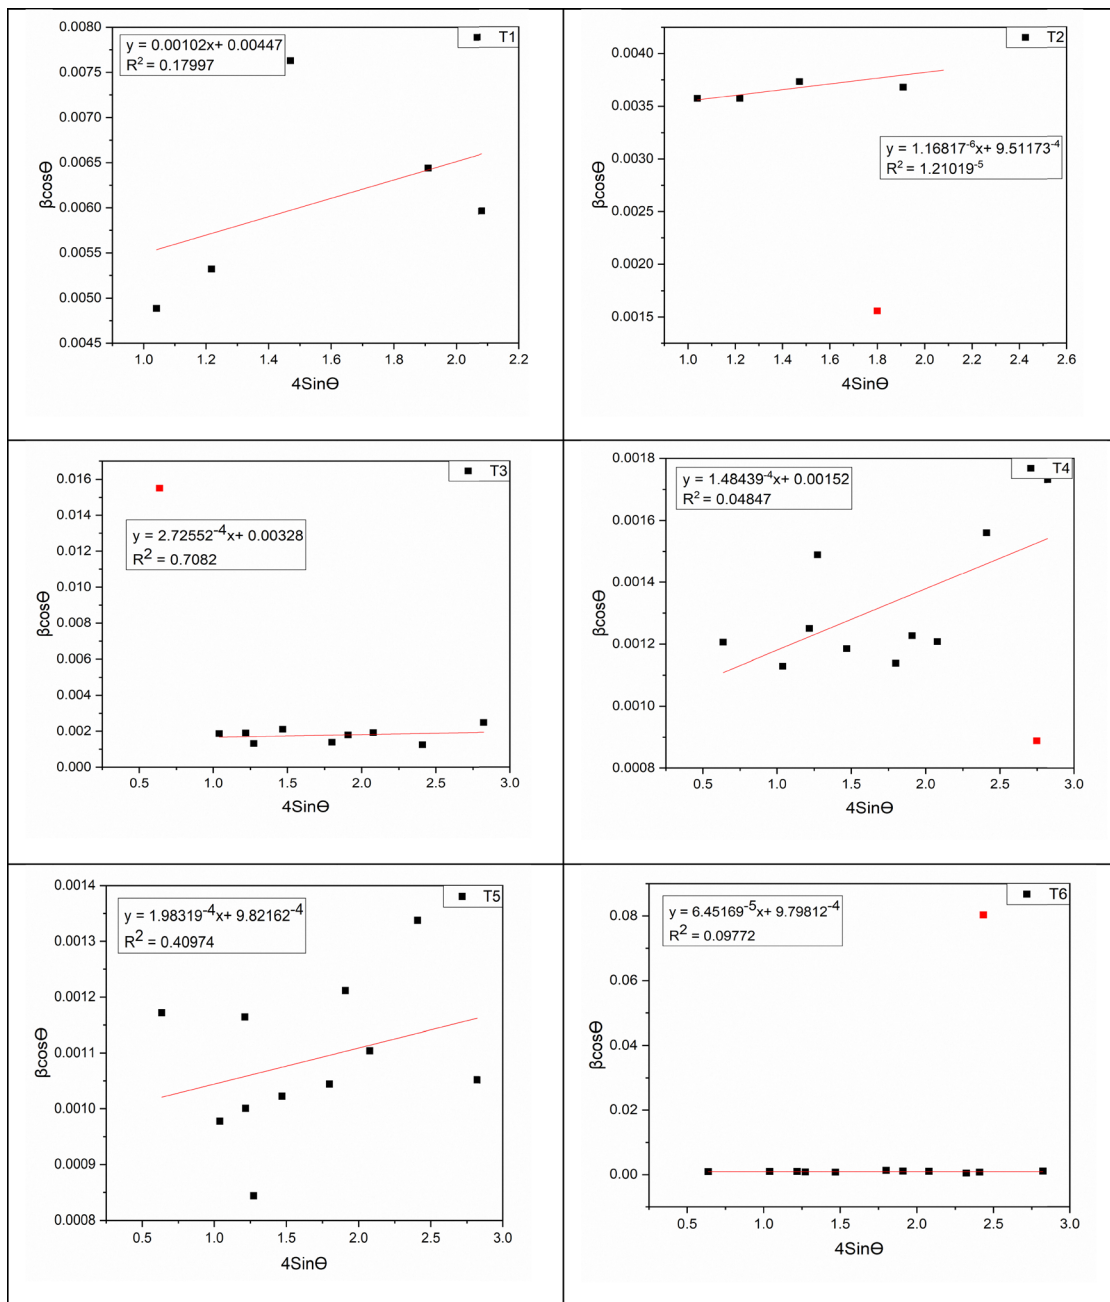 T1
y = 0.00102x+ 0.00447
R² = 0.17997
0.0080
0.0075
0.0070
0.0065
0.0060
0.0055
0.0050
0.0045
βcosΘ
1.0 1.2 1.4 1.6 1.8 2.0 2.2
4SinΘ
T2
0.0040
0.0035
0.0030
0.0025
0.0020
0.0015
y = 1.16817⁻⁶x+ 9.51173⁻⁴
R² = 1.21019⁻⁵
βcosΘ
1.0 1.2 1.4 1.6 1.8 2.0 2.2 2.4 2.6
4SinΘ
T3
0.016
0.014
0.012
0.010
0.008
0.006
0.004
0.002
0.000
y = 2.72552⁻⁴x+ 0.00328
R² = 0.7082
βcosΘ
0.5 1.0 1.5 2.0 2.5 3.0
4SinΘ
T4
y = 1.48439⁻⁴x+ 0.00152
R² = 0.04847
0.0018
0.0016
0.0014
0.0012
0.0010
0.0008
βcosΘ
0.5 1.0 1.5 2.0 2.5 3.0
4SinΘ
T5
y = 1.98319⁻⁴x+ 9.82162⁻⁴
R² = 0.40974
0.0014
0.0013
0.0012
0.0011
0.0010
0.0009
0.0008
βcosΘ
0.5 1.0 1.5 2.0 2.5 3.0
4SinΘ
T6
y = 6.45169⁻⁵x+ 9.79812⁻⁴
R² = 0.09772
0.08
0.06
0.04
0.02
0.00
βcosΘ
0.5 1.0 1.5 2.0 2.5 3.0
4SinΘ